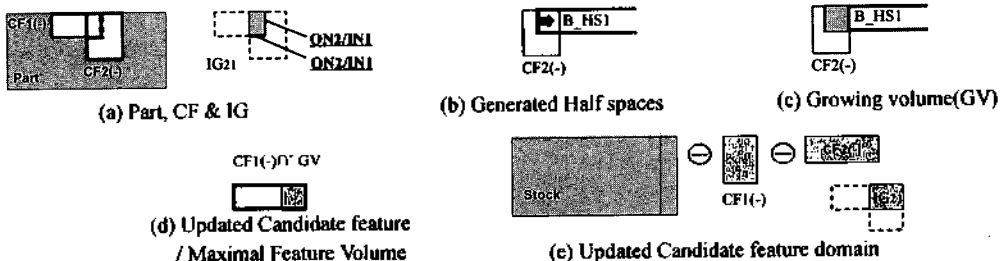 CF1(-)
Part
CF2(-)
IG21
ON2/IN1
ON2/IN1
(a) Part, CF & IG
B_HS1
CF2(-)
(b) Generated Half spaces
B_HS1
CF2(-)
(c) Growing volume(GV)
CF1(-)∩* GV
(d) Updated Candidate feature
/ Maximal Feature Volume
Stock
CF1(-)
(e) Updated Candidate feature domain